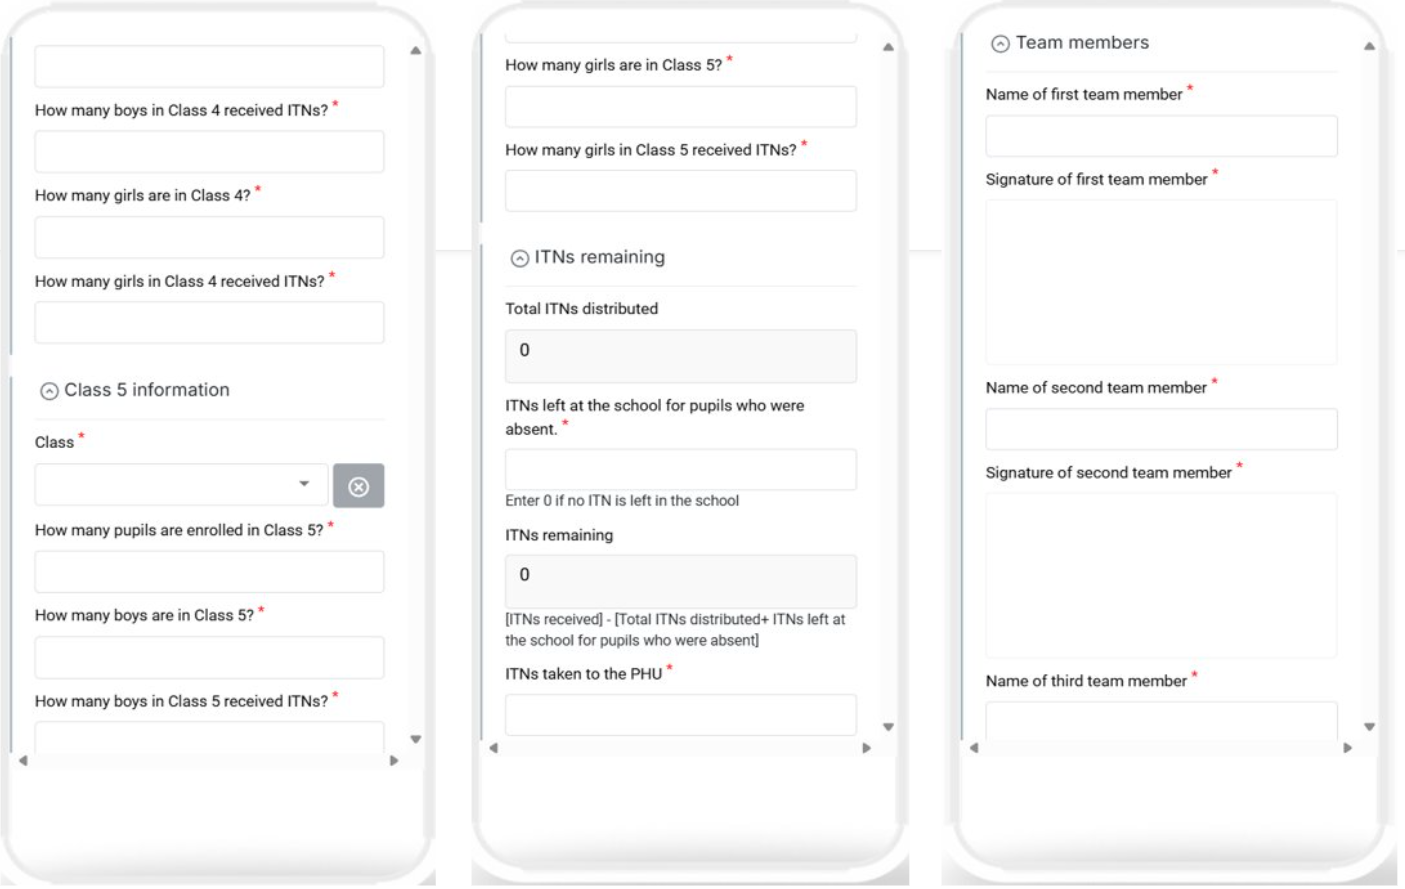 How many boys in Class 4 received ITNs? *
How many girls are in Class 4? *
How many girls in Class 4 received ITNs? *
Class 5 information
Class *
How many pupils are enrolled in Class 5? *
How many boys are in Class 5? *
How many boys in Class 5 received ITNs? *
How many girls are in Class 5? *
How many girls in Class 5 received ITNs? *
ITNs remaining
Total ITNs distributed
0
ITNs left at the school for pupils who were
absent. *
Enter 0 if no ITN is left in the school
ITNs remaining
0
[ITNs received] - [Total ITNs distributed+ ITNs left at
the school for pupils who were absent]
ITNs taken to the PHU *
Team members
Name of first team member *
Signature of first team member *
Name of second team member *
Signature of second team member *
Name of third team member *